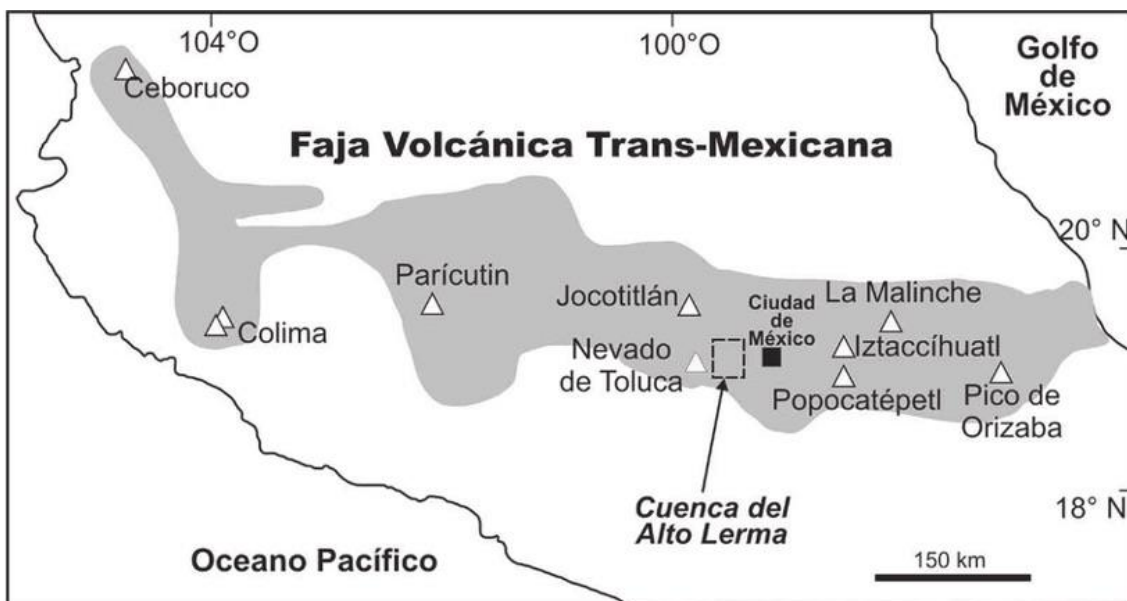 104°O
100°O
Golfo
de
México
Ceboruco
Faja Volcánica Trans-Mexicana
20° N
Parícutin
Jocotitlán
Ciudad
de
México
La Malinche
Colima
Nevado
de Toluca
Iztaccíhuatl
Popocatépetl
Pico de
Orizaba
Cuenca del
Alto Lerma
18° N
Oceano Pacífico
150 km